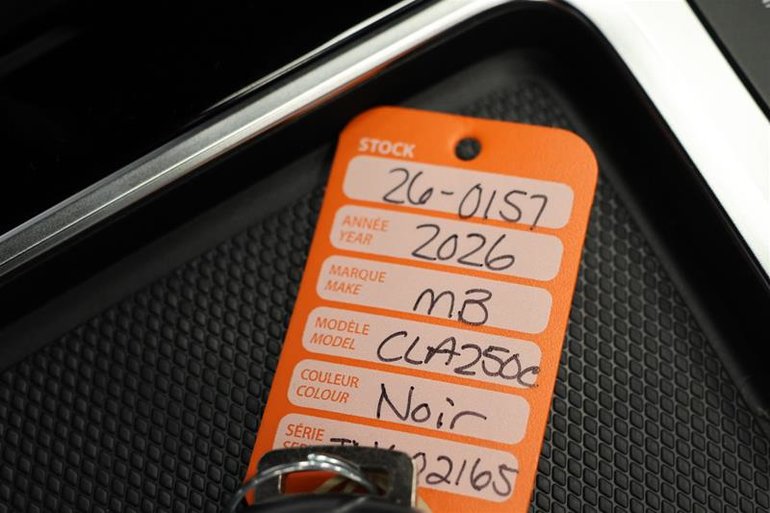 STOCK
26-0157
ANNÉE
YEAR
2026
MARQUE
MAKE
MB
MODÈLE
MODEL
CLA250c
COULEUR
COLOUR
Noir
SÉRIE
02165